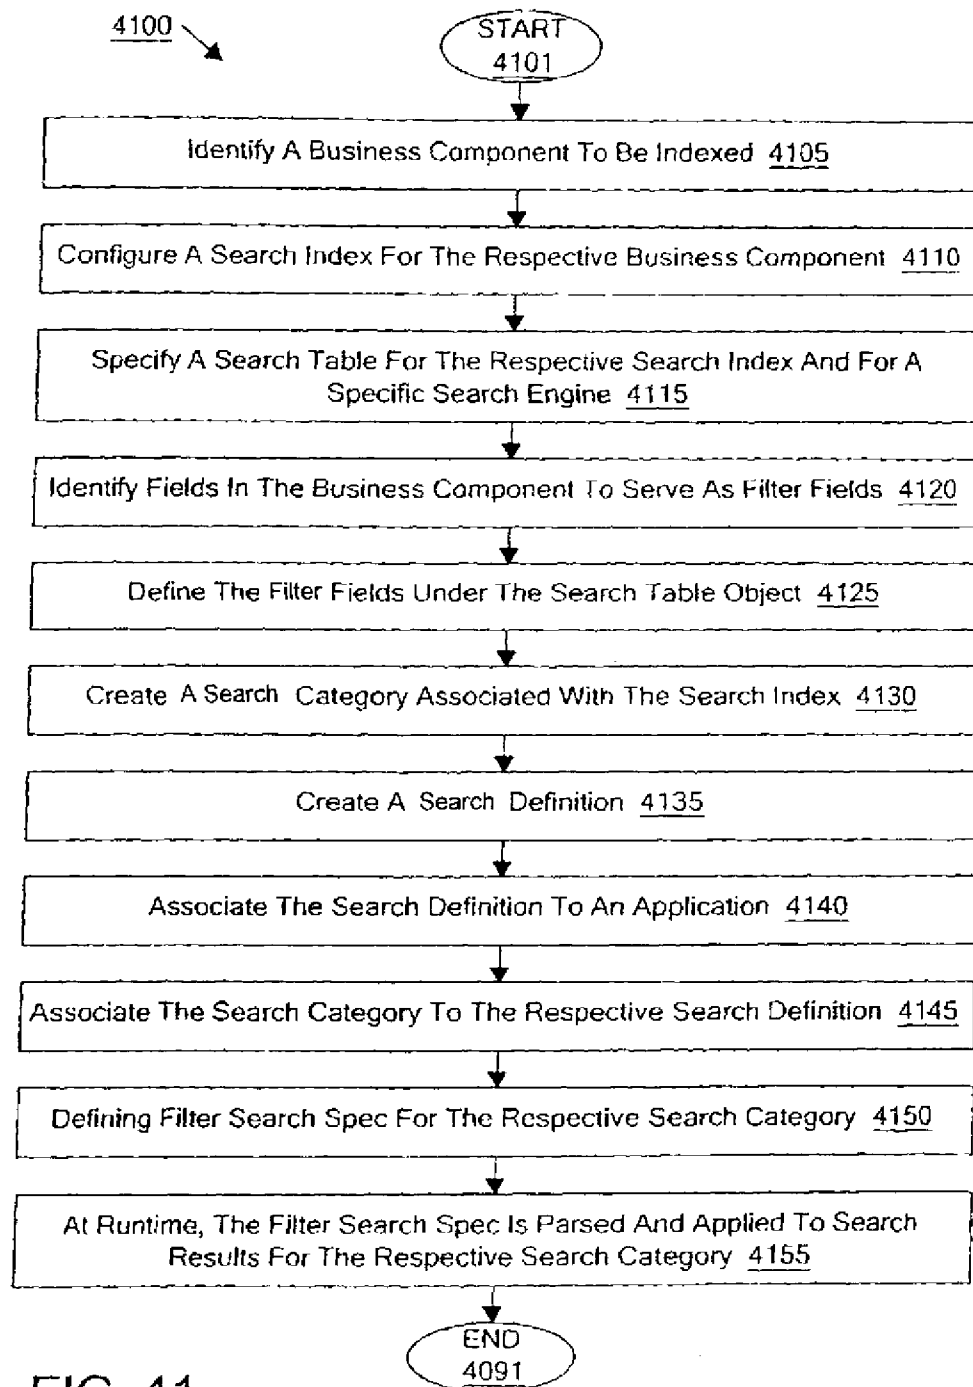 4100
START
4101
Identify A Business Component To Be Indexed 4105
Configure A Search Index For The Respective Business Component 4110
Specify A Search Table For The Respective Search Index And For A
Specific Search Engine 4115
Identify Fields In The Business Component To Serve As Filter Fields 4120
Define The Filter Fields Under The Search Table Object 4125
Create A Search Category Associated With The Search Index 4130
Create A Search Definition 4135
Associate The Search Definition To An Application 4140
Associate The Search Category To The Respective Search Definition 4145
Defining Filter Search Spec For The Respective Search Category 4150
At Runtime, The Filter Search Spec Is Parsed And Applied To Search
Results For The Respective Search Category 4155
END
4091
FIG. 41